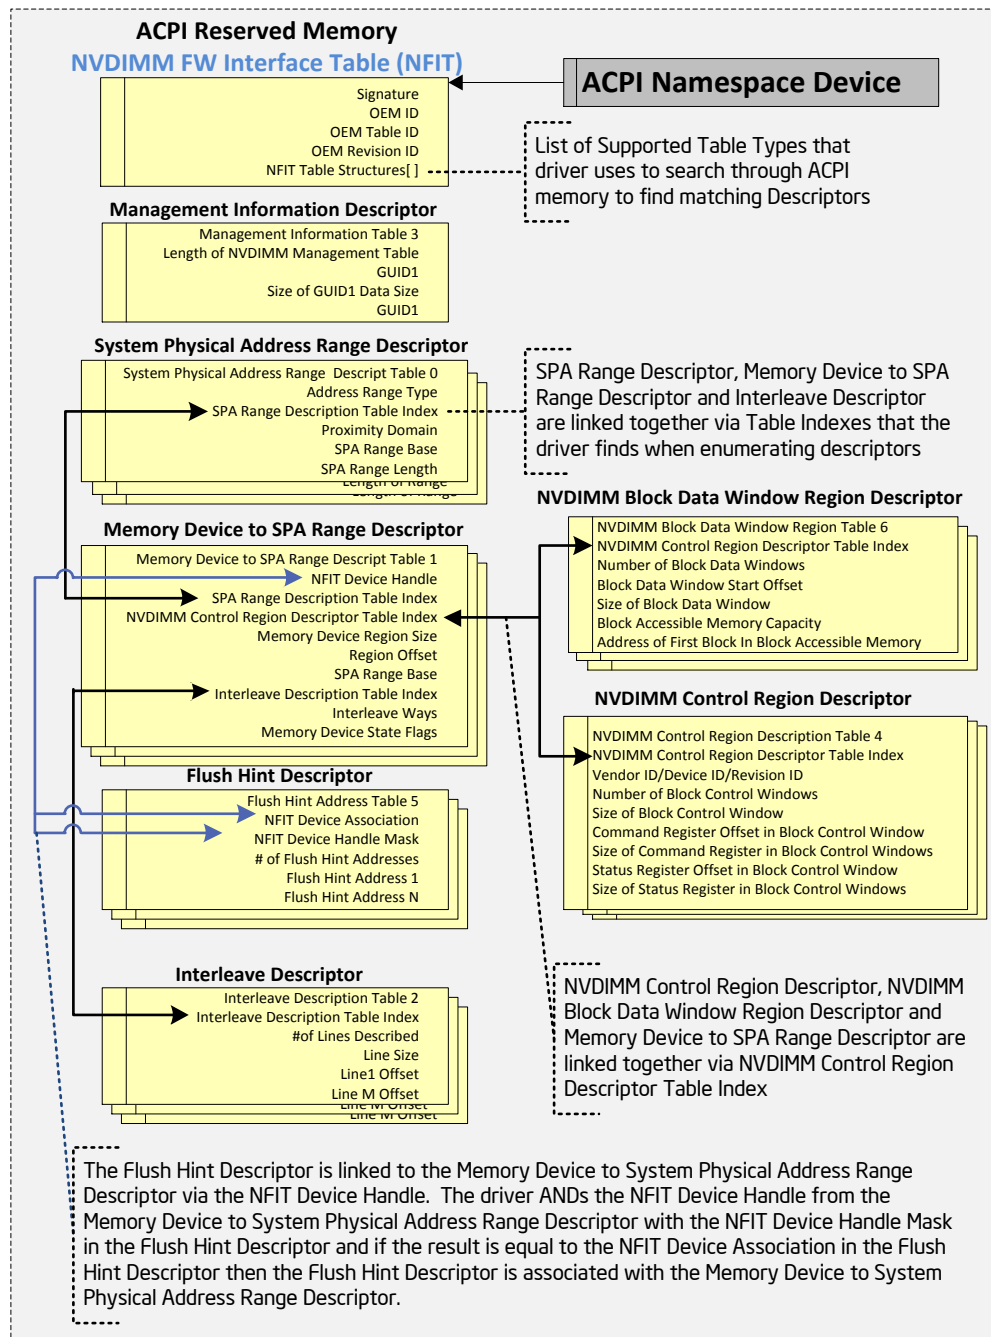 ACPI Reserved Memory
NVDIMM FW Interface Table (NFIT)
ACPI Namespace Device
Signature
OEM ID
OEM Table ID
OEM Revision ID
NFIT Table Structures[ ]
List of Supported Table Types that
driver uses to search through ACPI
memory to find matching Descriptors
Management Information Descriptor
Management Information Table 3
Length of NVDIMM Management Table
GUID1
Size of GUID1 Data Size
GUID1
System Physical Address Range Descriptor
System Physical Address Range Descript Table 0
Address Range Type
SPA Range Description Table Index
Proximity Domain
SPA Range Base
SPA Range Length
Length of Range
Length of Range
SPA Range Descriptor, Memory Device to SPA
Range Descriptor and Interleave Descriptor
are linked together via Table Indexes that the
driver finds when enumerating descriptors
NVDIMM Block Data Window Region Descriptor
NVDIMM Block Data Window Region Table 6
NVDIMM Control Region Descriptor Table Index
Number of Block Data Windows
Block Data Window Start Offset
Size of Block Data Window
Block Accessible Memory Capacity
Address of First Block In Block Accessible Memory
Memory Device to SPA Range Descriptor
Memory Device to SPA Range Descript Table 1
NFIT Device Handle
SPA Range Description Table Index
NVDIMM Control Region Descriptor Table Index
Memory Device Region Size
Region Offset
SPA Range Base
Interleave Description Table Index
Interleave Ways
Memory Device State Flags
NVDIMM Control Region Descriptor
NVDIMM Control Region Description Table 4
NVDIMM Control Region Descriptor Table Index
Vendor ID/Device ID/Revision ID
Number of Block Control Windows
Size of Block Control Window
Command Register Offset in Block Control Window
Size of Command Register in Block Control Windows
Status Register Offset in Block Control Window
Size of Status Register in Block Control Windows
Flush Hint Descriptor
Flush Hint Address Table 5
NFIT Device Association
NFIT Device Handle Mask
# of Flush Hint Addresses
Flush Hint Address 1
Flush Hint Address N
Interleave Descriptor
Interleave Description Table 2
Interleave Description Table Index
#of Lines Described
Line Size
Line1 Offset
Line M Offset
Line M Offset
Line M Offset
NVDIMM Control Region Descriptor, NVDIMM
Block Data Window Region Descriptor and
Memory Device to SPA Range Descriptor are
linked together via NVDIMM Control Region
Descriptor Table Index
The Flush Hint Descriptor is linked to the Memory Device to System Physical Address Range
Descriptor via the NFIT Device Handle. The driver ANDs the NFIT Device Handle from the
Memory Device to System Physical Address Range Descriptor with the NFIT Device Handle Mask
in the Flush Hint Descriptor and if the result is equal to the NFIT Device Association in the Flush
Hint Descriptor then the Flush Hint Descriptor is associated with the Memory Device to System
Physical Address Range Descriptor.